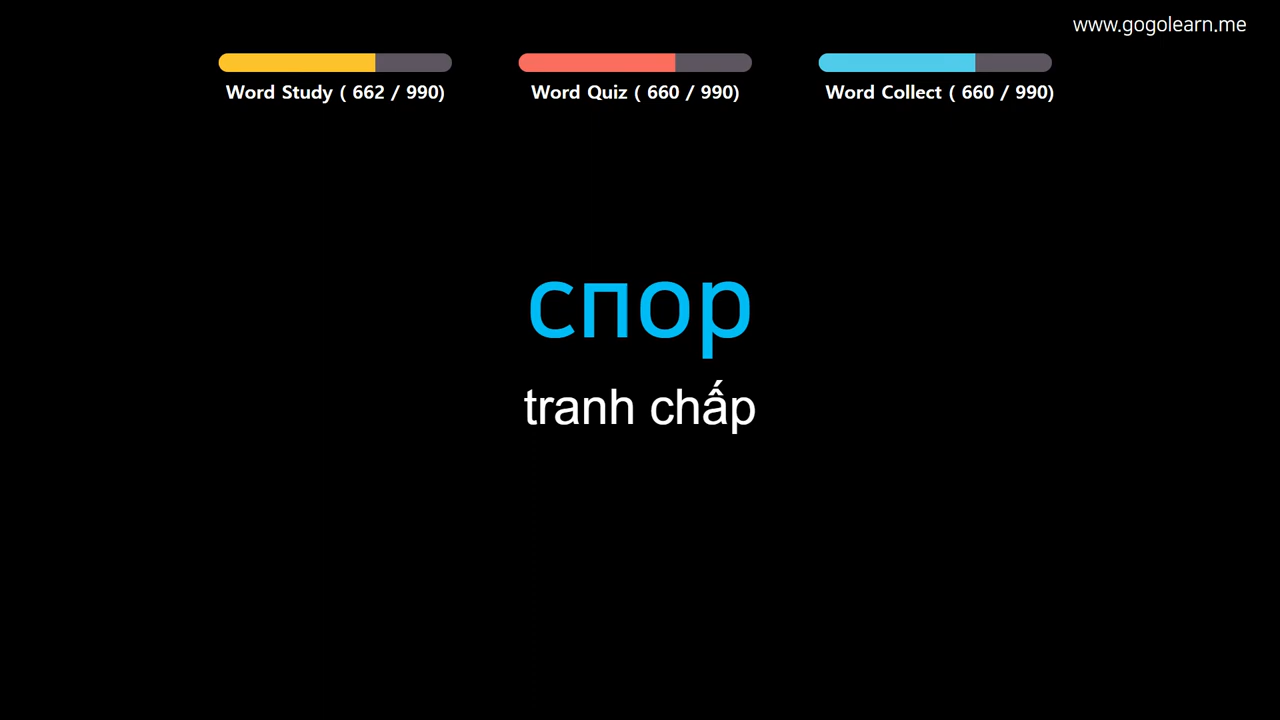 www.gogolearn.me
Word Study ( 662 / 990)
Word Quiz ( 660 / 990)
Word Collect ( 660 / 990)
спор
tranh chấp